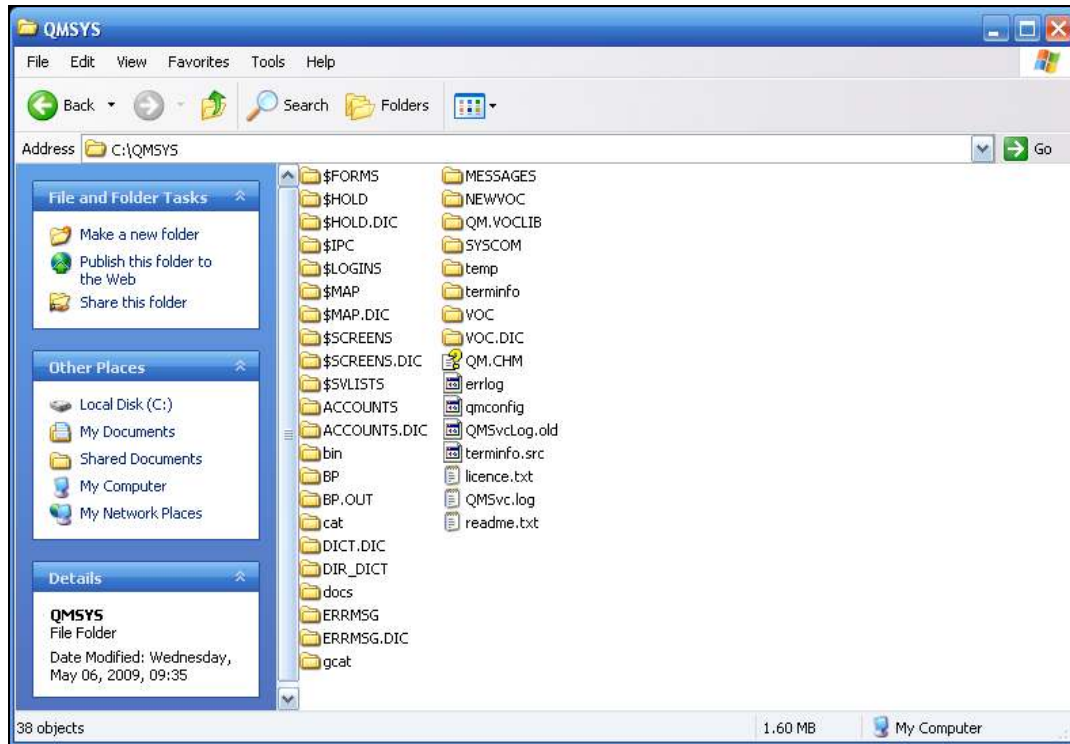 QMSYS
File Edit View Favorites Tools Help
Back Search Folders
Address C:\QMSYS Go
File and Folder Tasks
Make a new folder
Publish this folder to
the Web
Share this folder
Other Places
Local Disk (C:)
My Documents
Shared Documents
My Computer
My Network Places
Details
QMSYS
File Folder
Date Modified: Wednesday,
May 06, 2009, 09:35
$FORMS
$HOLD
$HOLD.DIC
$IPC
$LOGINS
$MAP
$MAP.DIC
$SCREENS
$SCREENS.DIC
$SVLISTS
ACCOUNTS
ACCOUNTS.DIC
bin
BP
BP.OUT
cat
DICT.DIC
DIR_DICT
docs
ERRMSG
ERRMSG.DIC
gcat
MESSAGES
NEWVOC
QM.VOCLIB
SYSCOM
temp
terminfo
VOC
VOC.DIC
QM.CHM
errlog
qmconfig
QMSvcLog.old
terminfo.src
licence.txt
QMSvc.log
readme.txt
38 objects 1.60 MB My Computer